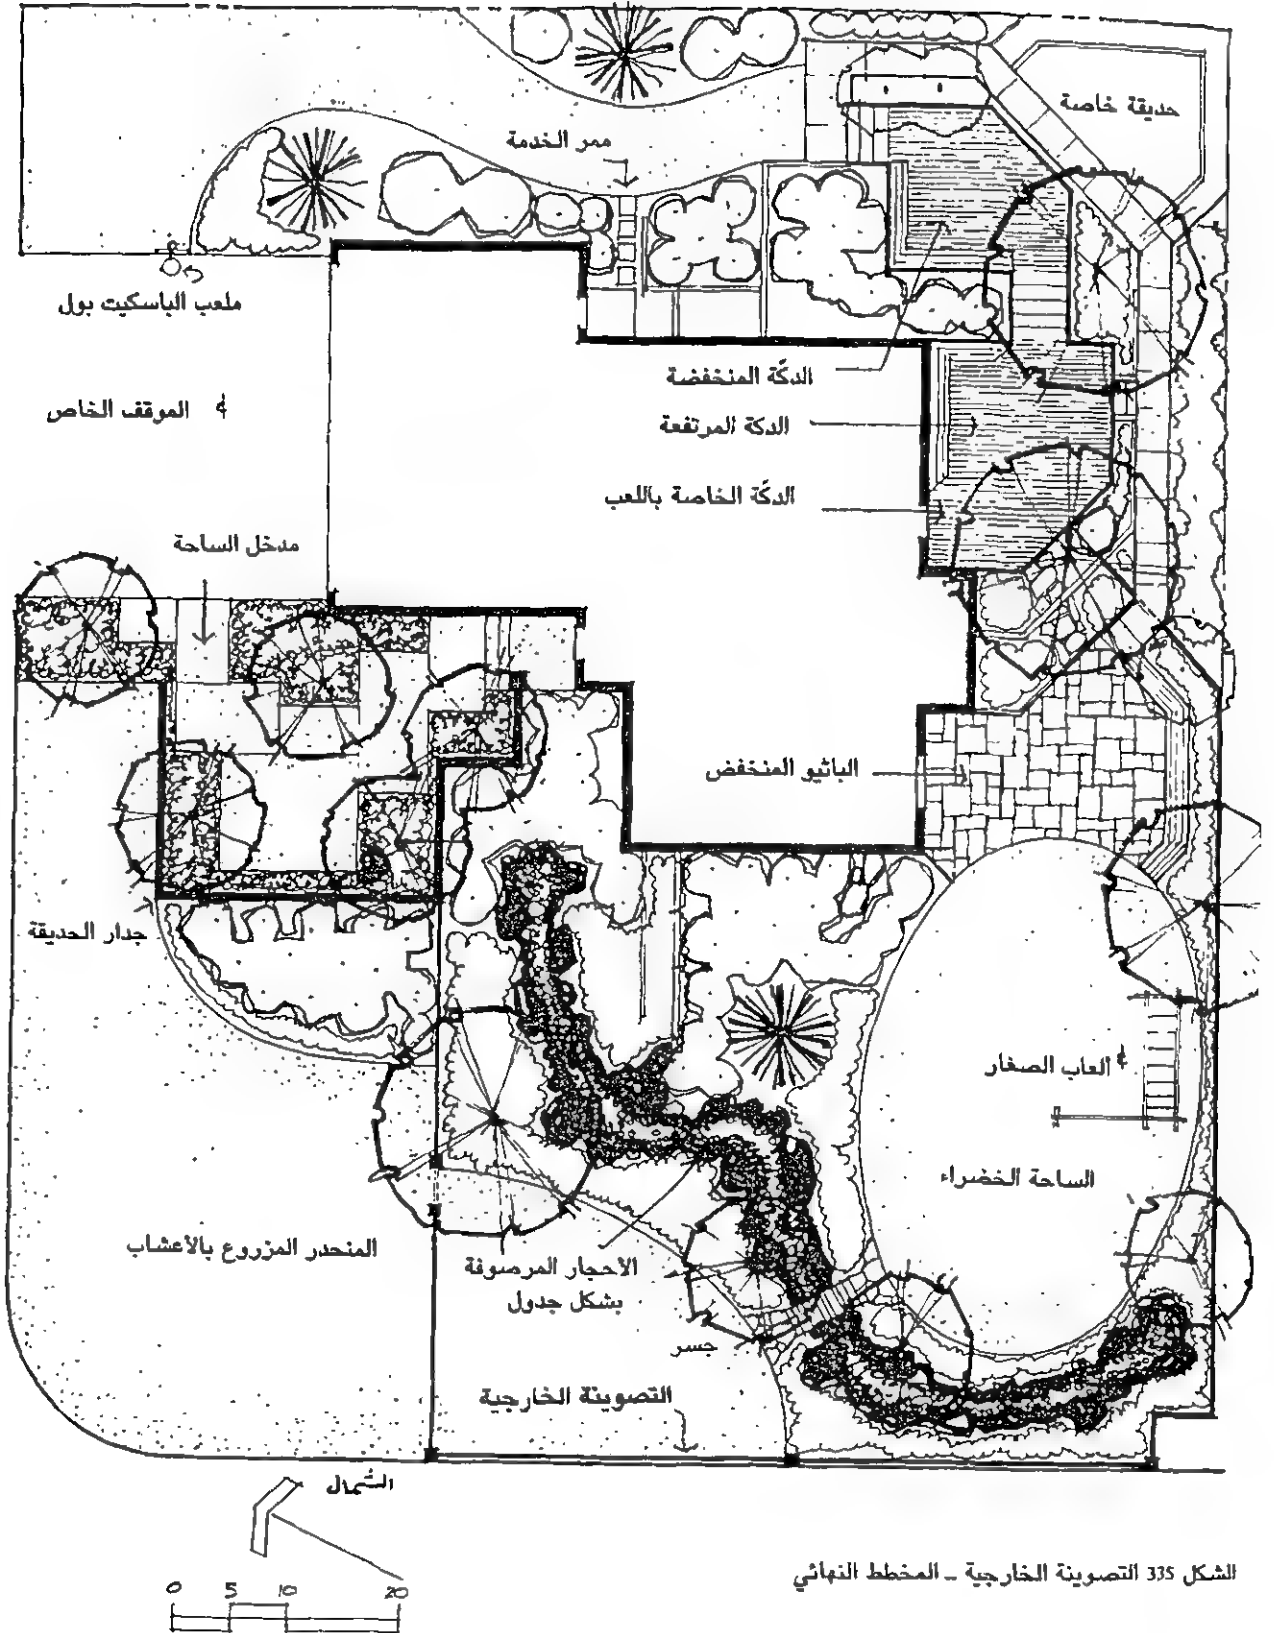 حديقة خاصة
ممر الخدمة
ملعب الباسكيت بول
الدكّة المنخفضة
الموقف الخاص
الدكة المرتفعة
الدكّة الخاصة باللعب
مدخل الساحة
الباثيو المنخفض
جدار الحديقة
ألعاب الصغار
الساحة الخضراء
المنحدر المزروع بالأعشاب
الأحجار المرصوفة
بشكل جدول
جسر
التصوينة الخارجية
الشمال
0 5 10 20
الشكل 335 التصوينة الخارجية ـ المخطط النهائي